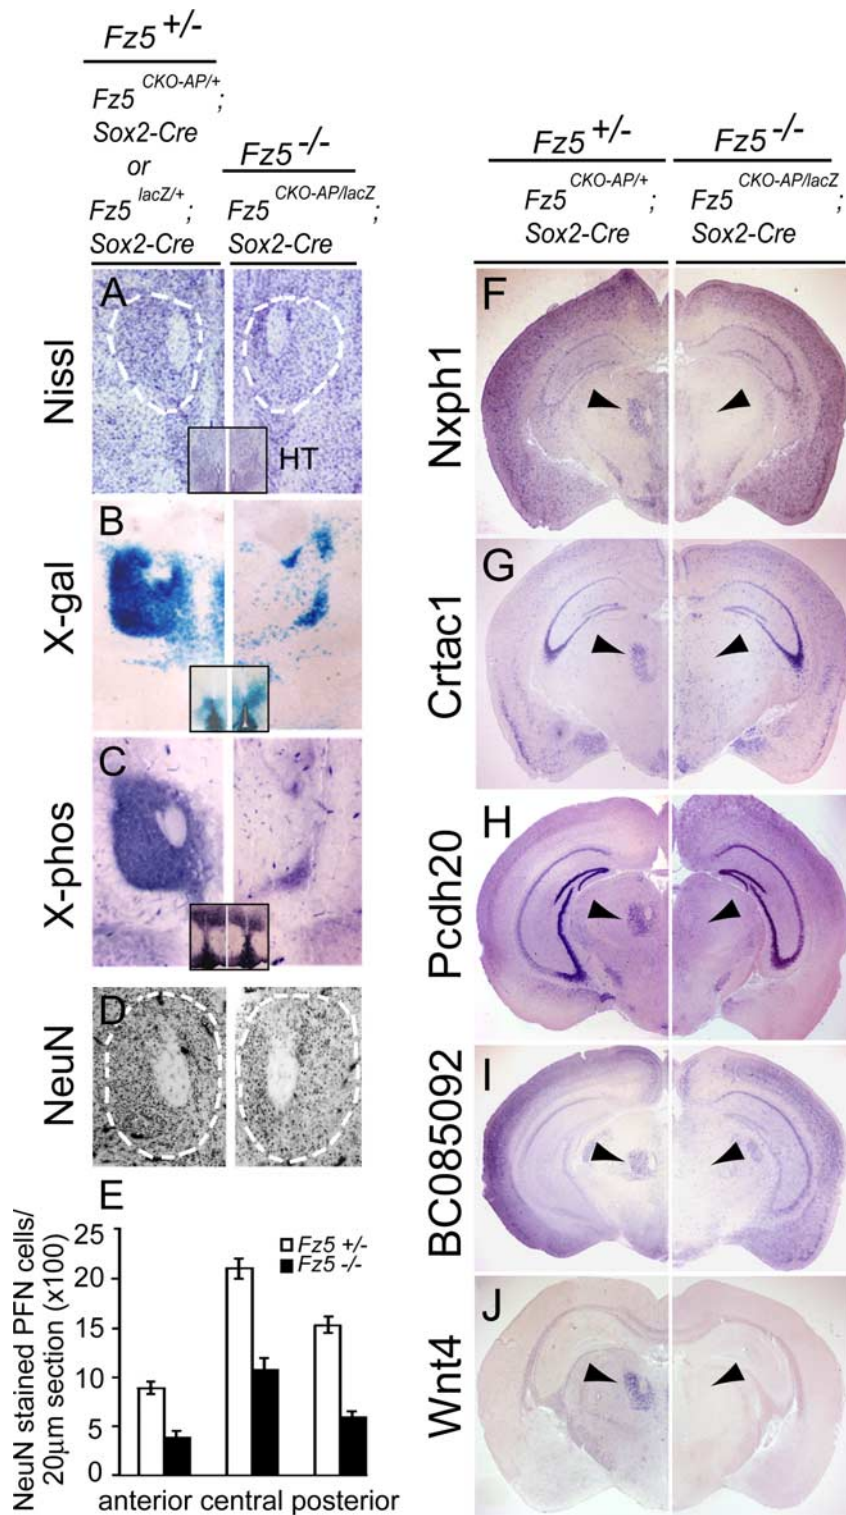 Fz5 +/-
Fz5 CKO-AP/+ ;
Sox2-Cre
or
Fz5 lacZ/+ ;
Sox2-Cre
Fz5 -/-
Fz5 CKO-AP/lacZ ;
Sox2-Cre
A
Nissl
HT
B
X-gal
C
X-phos
D
NeuN
E
NeuN stained PFN cells/
20µm section (x100)
25
20
15
10
5
0
Fz5 +/-
Fz5 -/-
anterior central posterior
Fz5 +/-
Fz5 CKO-AP/+ ;
Sox2-Cre
Fz5 -/-
Fz5 CKO-AP/lacZ ;
Sox2-Cre
F
Nxph1
G
Crtac1
H
Pcdh20
I
BC085092
J
Wnt4